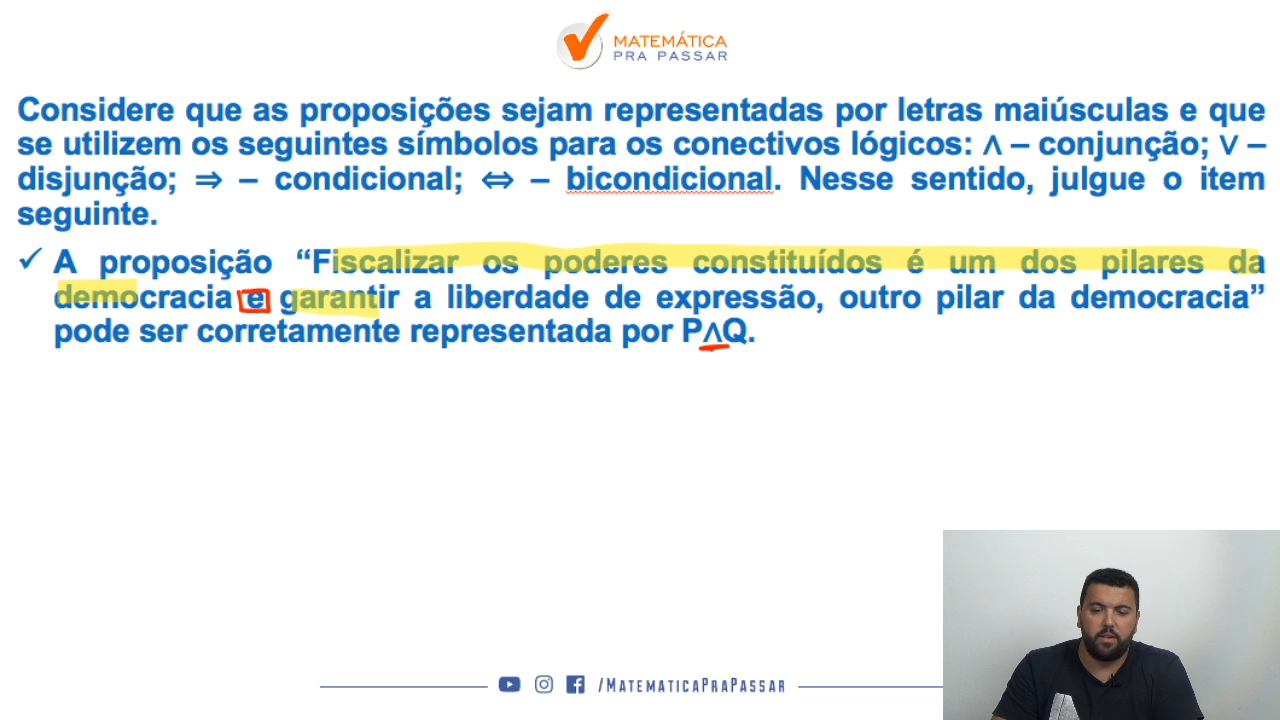 MATEMÁTICA
PRA PASSAR
Considere que as proposições sejam representadas por letras maiúsculas e que
se utilizem os seguintes símbolos para os conectivos lógicos: ∧ – conjunção; ∨ –
disjunção; ⇒ – condicional; ⇔ – bicondicional. Nesse sentido, julgue o item
seguinte.
✓ A proposição “Fiscalizar os poderes constituídos é um dos pilares da
democracia e garantir a liberdade de expressão, outro pilar da democracia”
pode ser corretamente representada por P∧Q.
/MATEMATICAPRAPASSAR